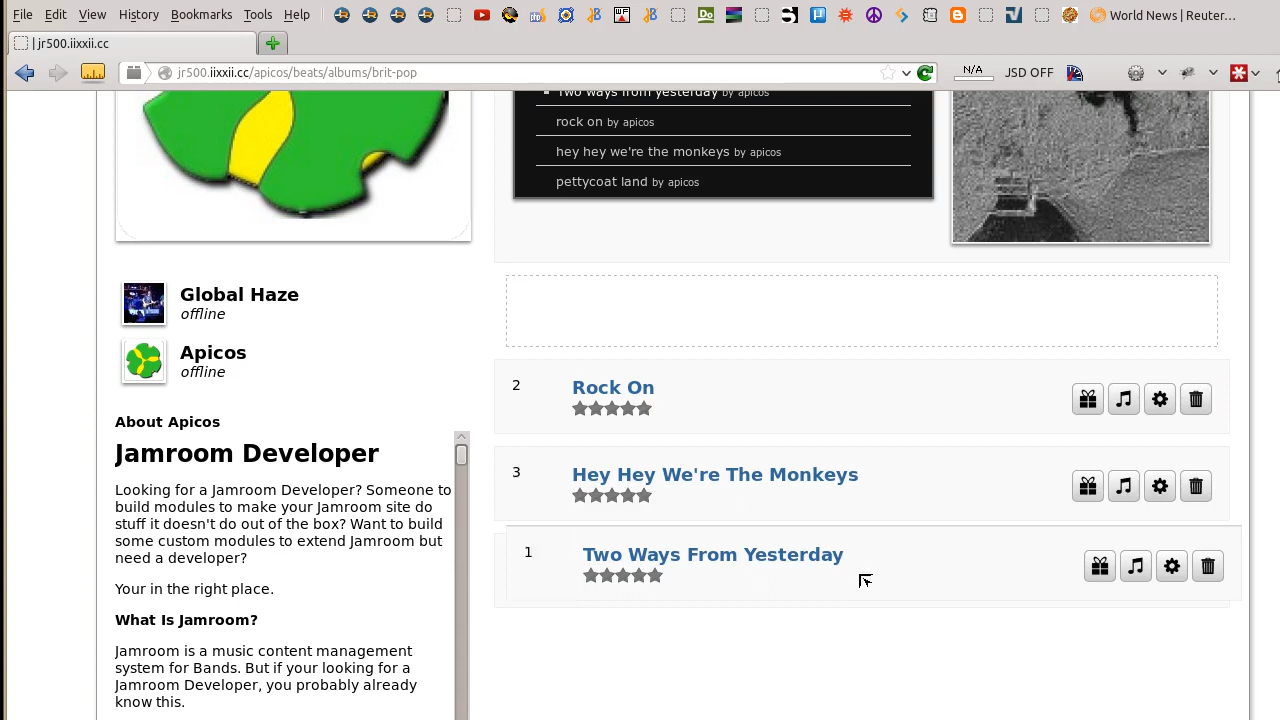 File Edit View History Bookmarks Tools Help
World News | Reuter...
| jr500.iixxii.cc
jr500.iixxii.cc/apicos/beats/albums/brit-pop
N/A
JSD OFF
Two ways from yesterday by apicos
rock on by apicos
hey hey we're the monkeys by apicos
pettycoat land by apicos
Global Haze
offline
Apicos
offline
About Apicos
Jamroom Developer
Looking for a Jamroom Developer? Someone to
build modules to make your Jamroom site do
stuff it doesn't do out of the box? Want to build
some custom modules to extend Jamroom but
need a developer?
Your in the right place.
What Is Jamroom?
Jamroom is a music content management
system for Bands. But if your looking for a
Jamroom Developer, you probably already
know this.
2 Rock On
3 Hey Hey We're The Monkeys
1 Two Ways From Yesterday